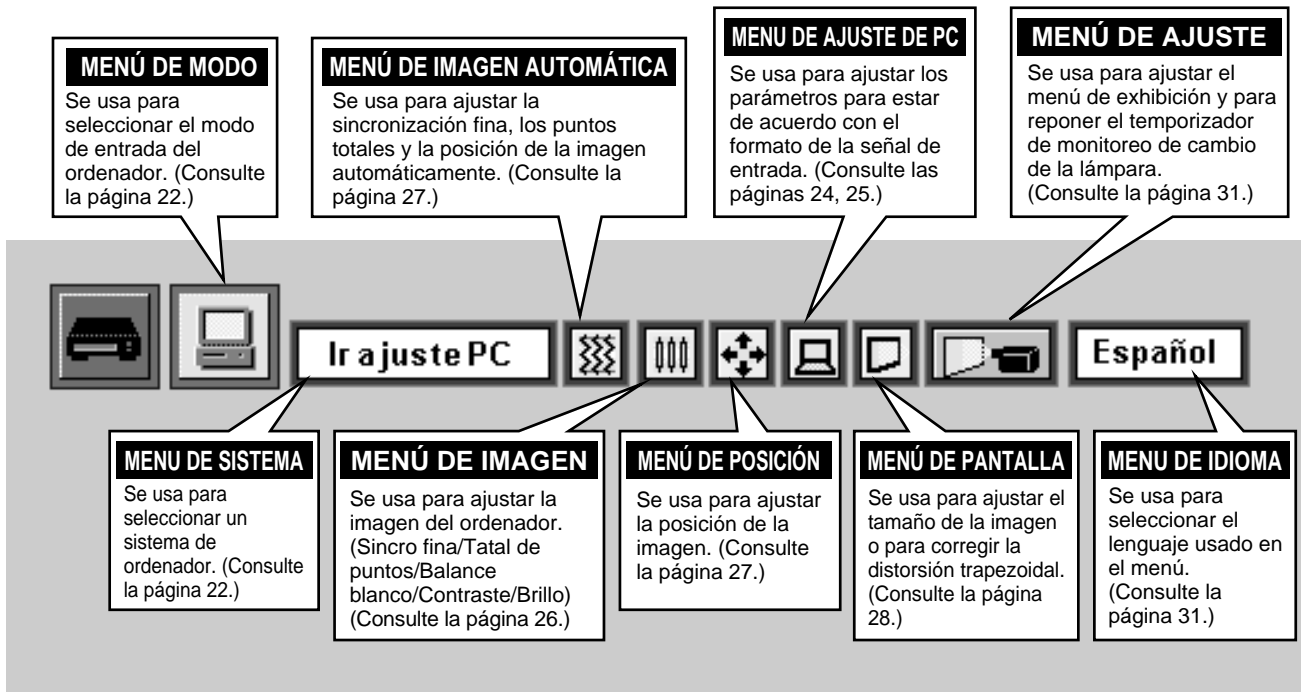 MENÚ DE MODO
Se usa para
seleccionar el modo
de entrada del
ordenador. (Consulte
la página 22.)
MENÚ DE IMAGEN AUTOMÁTICA
Se usa para ajustar la
sincronización fina, los puntos
totales y la posición de la imagen
automáticamente. (Consulte la
página 27.)
MENU DE AJUSTE DE PC
Se usa para ajustar los
parámetros para estar
de acuerdo con el
formato de la señal de
entrada. (Consulte las
páginas 24, 25.)
MENÚ DE AJUSTE
Se usa para ajustar el
menú de exhibición y para
reponer el temporizador
de monitoreo de cambio
de la lámpara.
(Consulte la página 31.)
Ir ajuste PC
Español
MENU DE SISTEMA
Se usa para
seleccionar un
sistema de
ordenador. (Consulte
la página 22.)
MENÚ DE IMAGEN
Se usa para ajustar la
imagen del ordenador.
(Sincro fina/Tatal de
puntos/Balance
blanco/Contraste/Brillo)
(Consulte la página 26.)
MENÚ DE POSICIÓN
Se usa para ajustar
la posición de la
imagen. (Consulte
la página 27.)
MENÚ DE PANTALLA
Se usa para ajustar el
tamaño de la imagen
o para corregir la
distorsión trapezoidal.
(Consulte la página
28.)
MENU DE IDIOMA
Se usa para
seleccionar el
lenguaje usado en
el menú.
(Consulte la
página 31.)